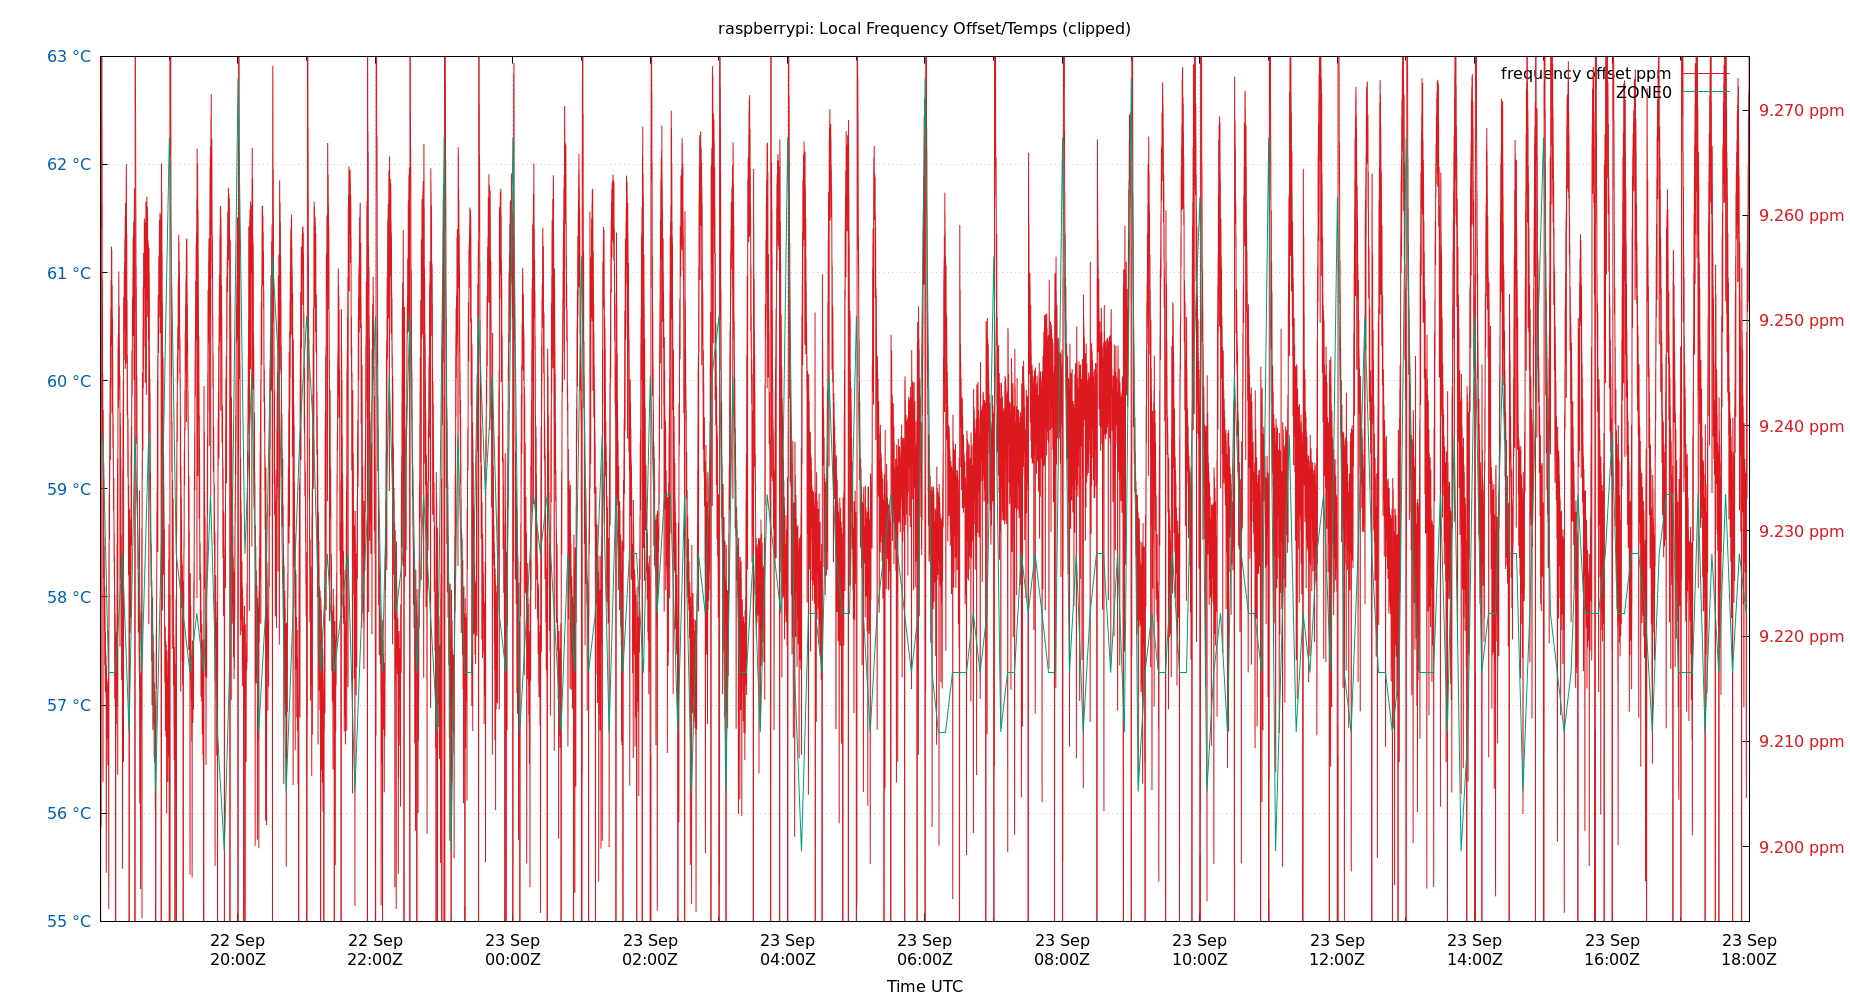 raspberrypi: Local Frequency Offset/Temps (clipped)
63 °C
62 °C
61 °C
60 °C
59 °C
58 °C
57 °C
56 °C
55 °C
frequency offset ppm
ZONE0
9.270 ppm
9.260 ppm
9.250 ppm
9.240 ppm
9.230 ppm
9.220 ppm
9.210 ppm
9.200 ppm
22 Sep 22 Sep 23 Sep 23 Sep 23 Sep 23 Sep 23 Sep 23 Sep 23 Sep 23 Sep 23 Sep 23 Sep
20:00Z 22:00Z 00:00Z 02:00Z 04:00Z 06:00Z 08:00Z 10:00Z 12:00Z 14:00Z 16:00Z 18:00Z
Time UTC